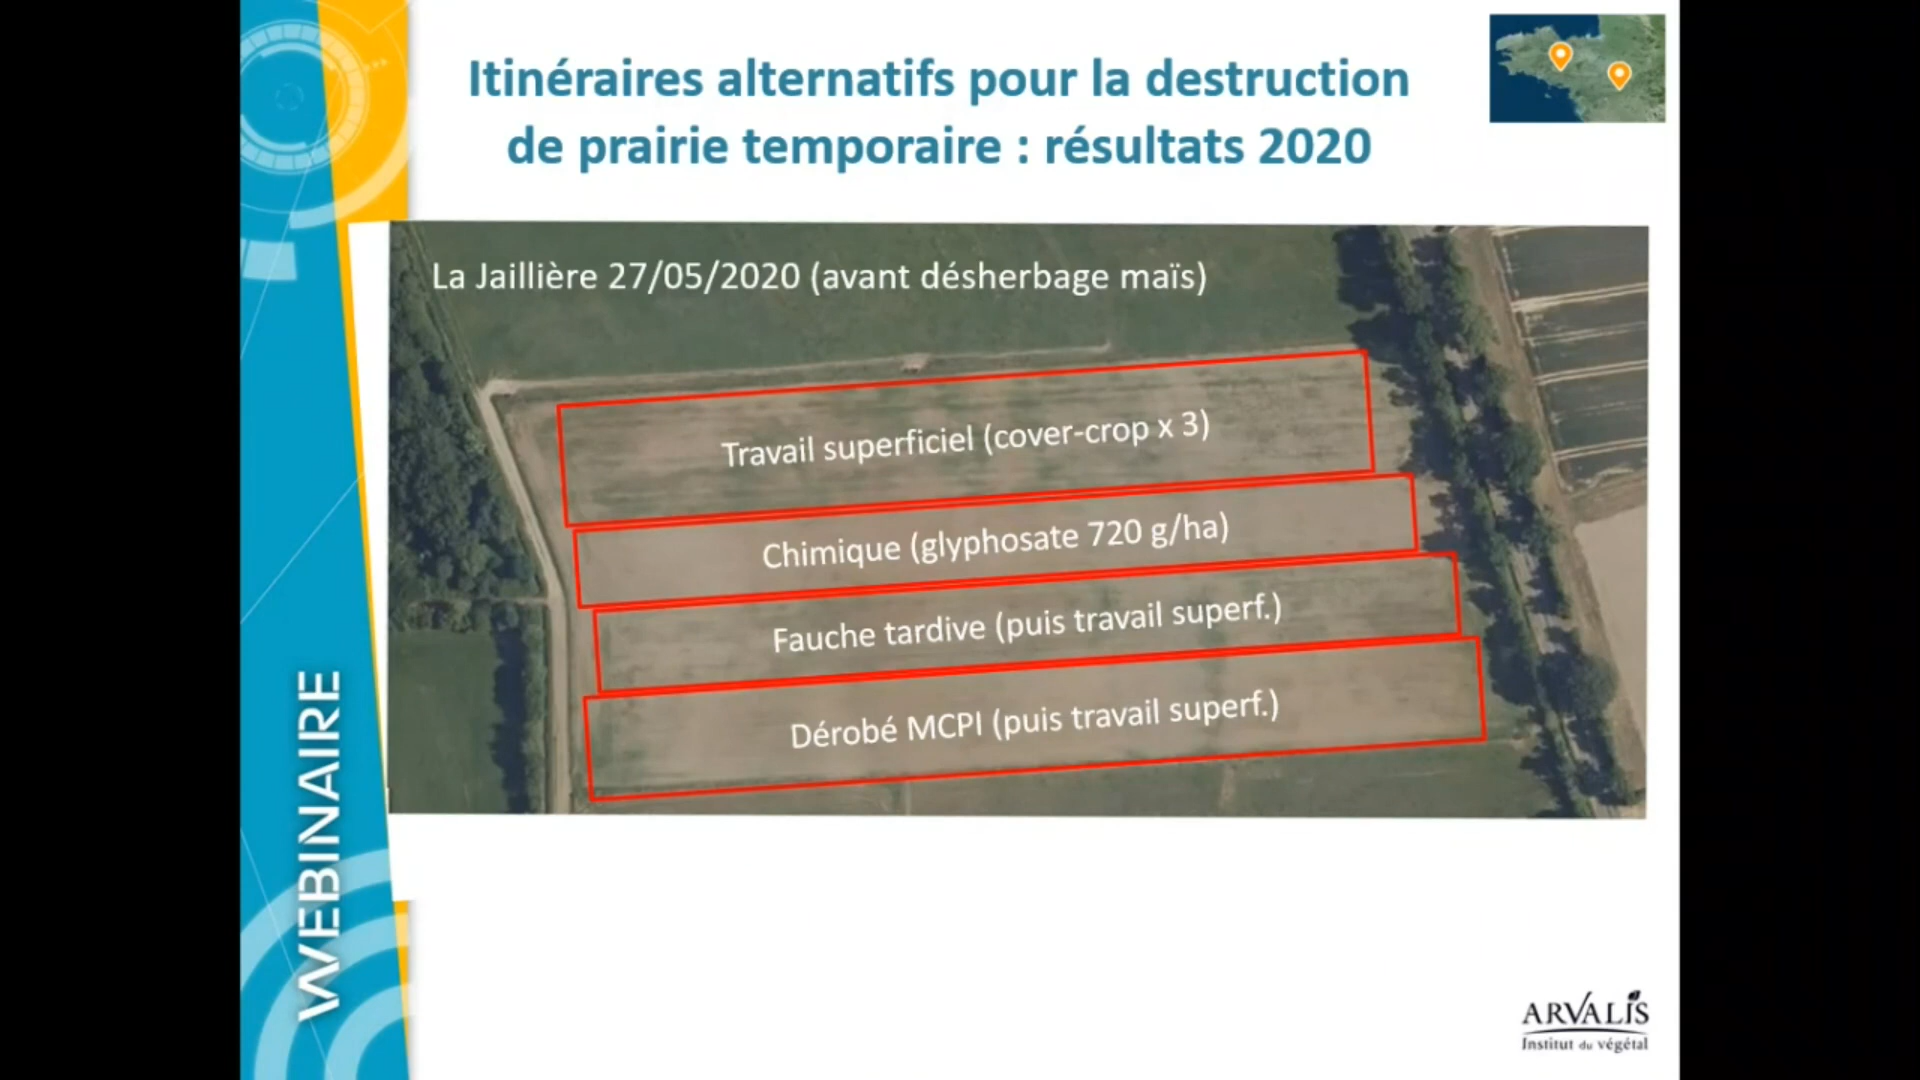 Itinéraires alternatifs pour la destruction
de prairie temporaire : résultats 2020
La Jaillière 27/05/2020 (avant désherbage maïs)
Travail superficiel (cover-crop x 3)
Chimique (glyphosate 720 g/ha)
Fauche tardive (puis travail superf.)
Dérobé MCPI (puis travail superf.)
WEBINAIRE
ARVALIS
Institut du végétal